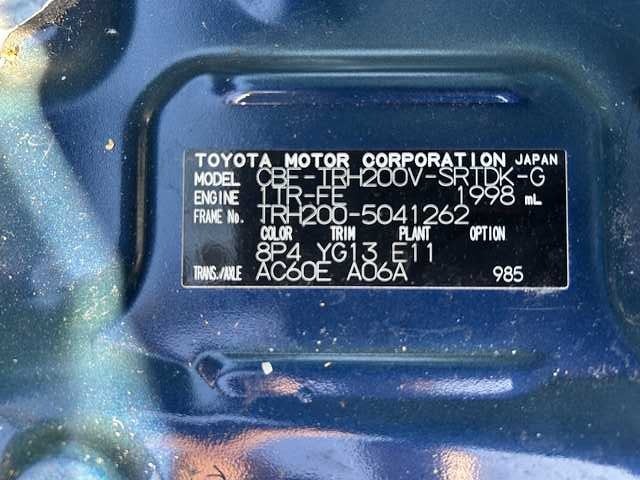 TOYOTA MOTOR CORPORATION JAPAN
MODEL CBF-TRH200V-SRTDK-G
ENGINE 1TR-FE 1998 mL
FRAME No. TRH200-5041262
COLOR TRIM PLANT OPTION
8P4 YG13 E11
TRANS./AXLE AC60E A06A 985